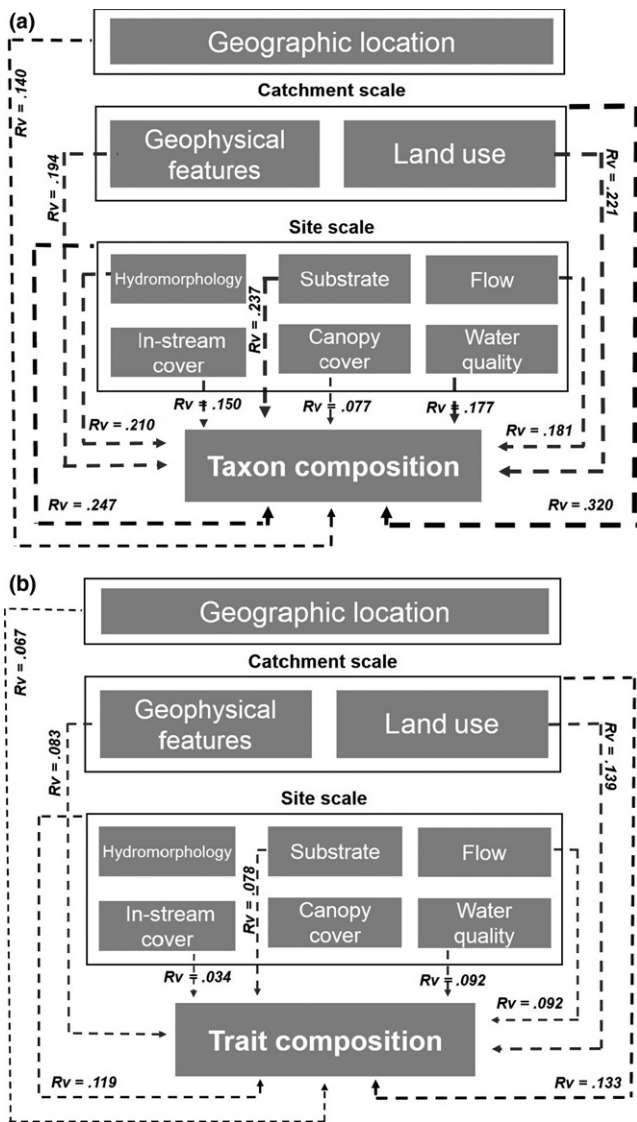 (a)
Geographic location
Rv = .140
Catchment scale
Geophysical
features
Land use
Rv = .194
Rv = .221
Site scale
Hydromorphology
Substrate
Flow
Rv = .237
In-stream
cover
Canopy
cover
Water
quality
Rv = .150
Rv = .077
Rv = .177
Rv = .210
Rv = .181
Taxon composition
Rv = .247
Rv = .320
(b)
Geographic location
Rv = .067
Catchment scale
Geophysical
features
Land use
Rv = .083
Rv = .139
Site scale
Hydromorphology
Substrate
Flow
Rv = .078
In-stream
cover
Canopy
cover
Water
quality
Rv = .034
Rv = .092
Rv = .092
Trait composition
Rv = .119
Rv = .133